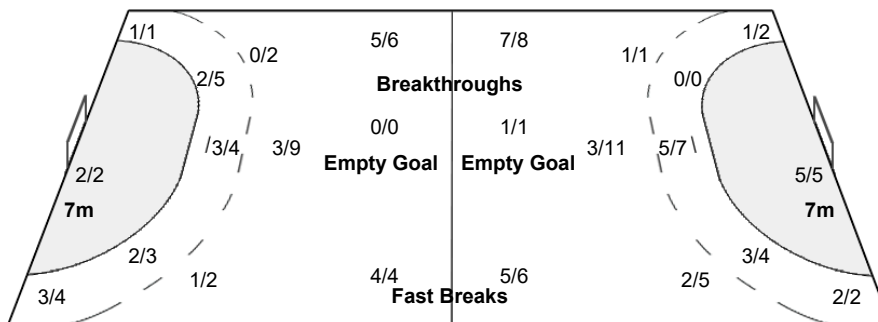 1/1 5/6 7/8 1/2
0/2 1/1
2/5 Breakthroughs 0/0
0/0 1/1
3/4 3/9 3/11 5/7
Empty Goal Empty Goal
2/2 5/5
7m 7m
2/3 3/4
1/2 4/4 5/6 2/5
3/4 Fast Breaks 2/2